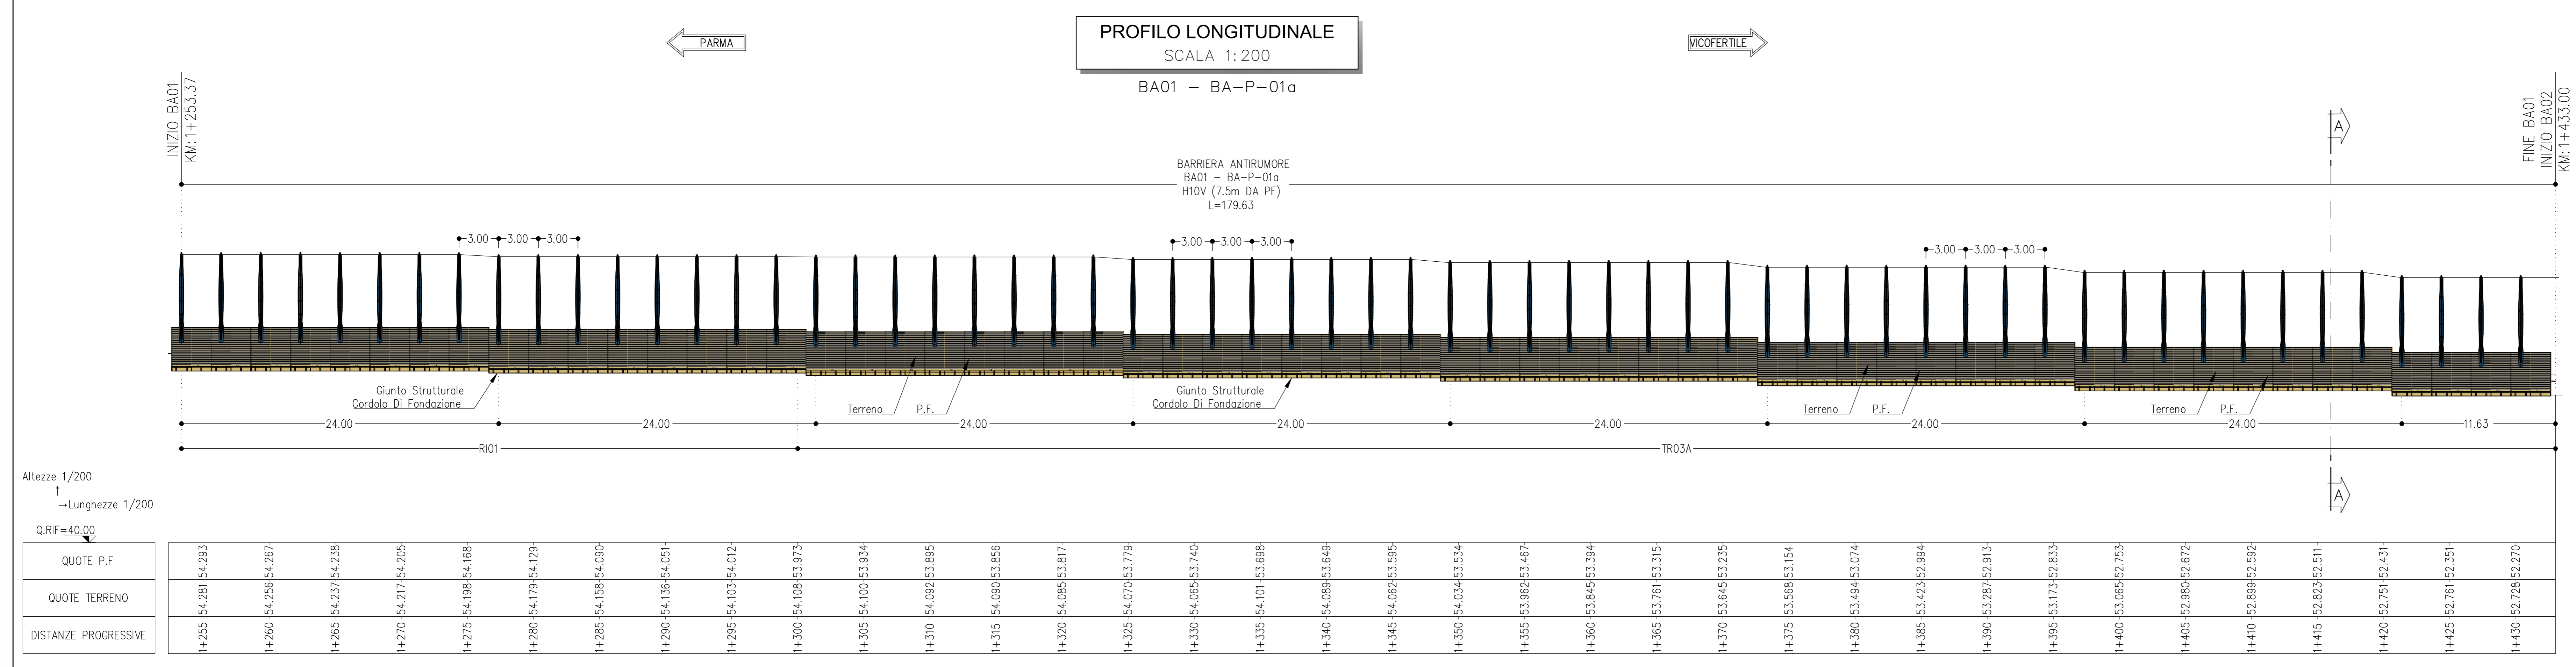 PROFILO LONGITUDINALE
SCALA 1:200
BA01 - BA-P-01a
PARMA
VICOFERTILE
INIZIO BA01
KM:1+253.37
FINE BA01
INIZIO BA02
KM:1+433.00
A
BARRIERA ANTIRUMORE
BA01 - BA-P-01a
H10V (7.5m DA PF)
L=179.63
3.00 3.00 3.00
3.00 3.00 3.00
3.00 3.00 3.00
Giunto Strutturale
Cordolo Di Fondazione
Terreno P.F.
Giunto Strutturale
Cordolo Di Fondazione
Terreno P.F.
Terreno P.F.
24.00 24.00 24.00 24.00 24.00 24.00 24.00 11.63
RI01 TR03A
A
Altezze 1/200
↑
→Lunghezze 1/200
Q.RIF=40.00
QUOTE P.F 54.293 54.267 54.238 54.205 54.168 54.129 54.090 54.051 54.012 53.973 53.934 53.895 53.856 53.817 53.779 53.740 53.698 53.649 53.595 53.534 53.467 53.394 53.315 53.235 53.154 53.074 52.994 52.913 52.833 52.753 52.672 52.592 52.511 52.431 52.351 52.270
QUOTE TERRENO 54.281 54.256 54.237 54.217 54.198 54.179 54.158 54.136 54.103 54.108 54.100 54.092 54.090 54.085 54.070 54.065 54.101 54.089 54.062 54.034 53.962 53.845 53.761 53.645 53.568 53.494 53.423 53.287 53.173 53.065 52.980 52.899 52.823 52.751 52.761 52.728
DISTANZE PROGRESSIVE 1+255 1+260 1+265 1+270 1+275 1+280 1+285 1+290 1+295 1+300 1+305 1+310 1+315 1+320 1+325 1+330 1+335 1+340 1+345 1+350 1+355 1+360 1+365 1+370 1+375 1+380 1+385 1+390 1+395 1+400 1+405 1+410 1+415 1+420 1+425 1+430